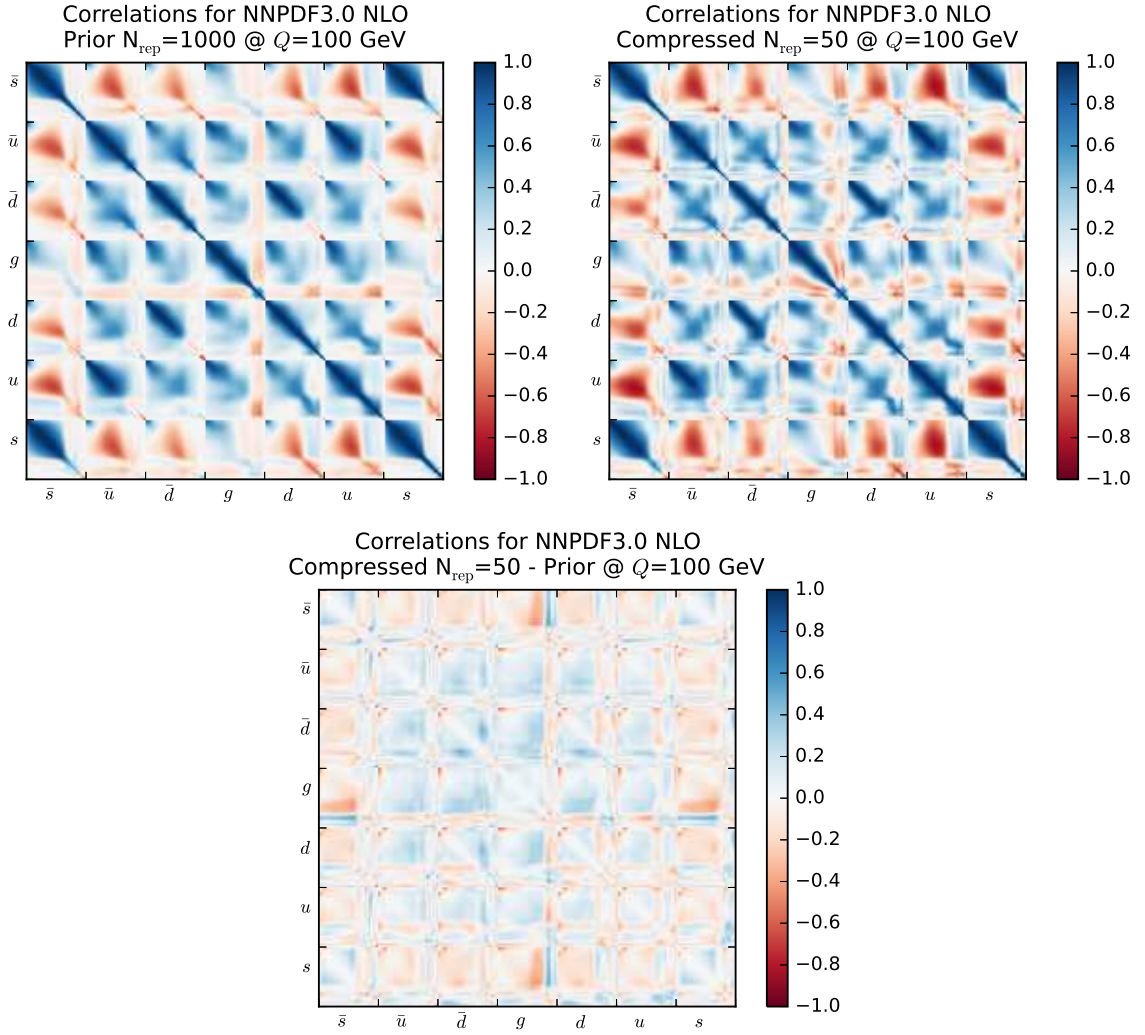 Correlations for NNPDF3.0 NLO
Prior Nrep=1000 @ Q=100 GeV
s̄
ū
d̄
g
d
u
s
s̄
ū
d̄
g
d
u
s
1.0
0.8
0.6
0.4
0.2
0.0
−0.2
−0.4
−0.6
−0.8
−1.0
Correlations for NNPDF3.0 NLO
Compressed Nrep=50 @ Q=100 GeV
s̄
ū
d̄
g
d
u
s
s̄
ū
d̄
g
d
u
s
1.0
0.8
0.6
0.4
0.2
0.0
−0.2
−0.4
−0.6
−0.8
−1.0
Correlations for NNPDF3.0 NLO
Compressed Nrep=50 - Prior @ Q=100 GeV
s̄
ū
d̄
g
d
u
s
s̄
ū
d̄
g
d
u
s
1.0
0.8
0.6
0.4
0.2
0.0
−0.2
−0.4
−0.6
−0.8
−1.0